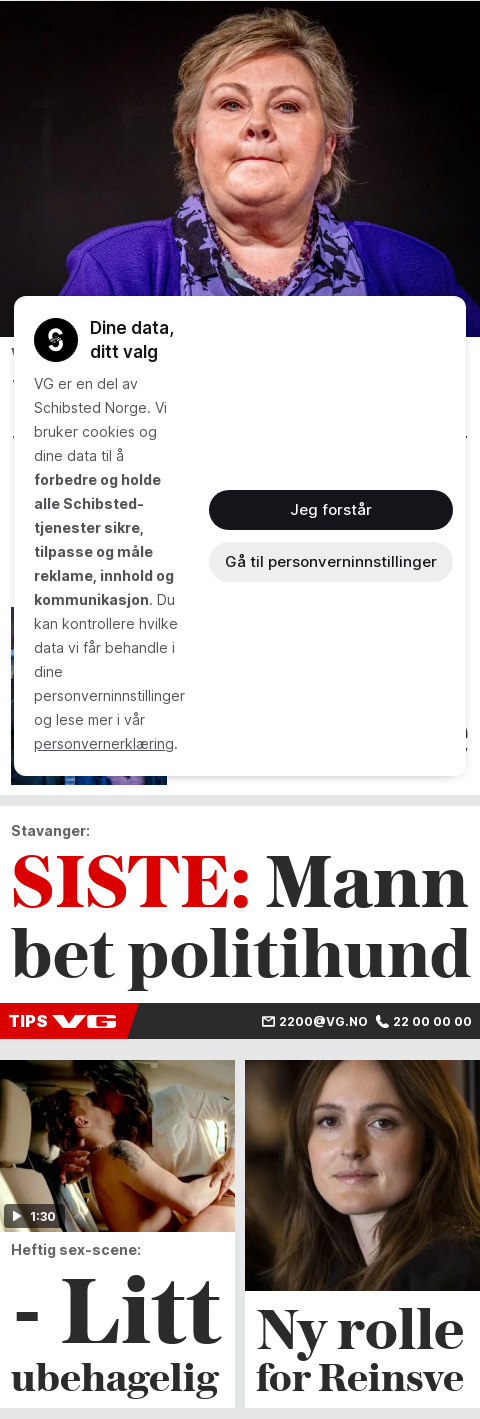 Dine data,
ditt valg
VG er en del av
Schibsted Norge. Vi
bruker cookies og
dine data til å
forbedre og holde
alle Schibsted-
tjenester sikre,
tilpasse og måle
reklame, innhold og
kommunikasjon. Du
kan kontrollere hvilke
data vi får behandle i
dine
personverninnstillinger
og lese mer i vår
personvernerklæring.
Jeg forstår
Gå til personverninnstillinger
Stavanger:
SISTE: Mann
bet politihund
TIPS VG 2200@VG.NO 22 00 00 00
1:30
Heftig sex-scene:
- Litt
ubehagelig
Ny rolle
for Reinsve